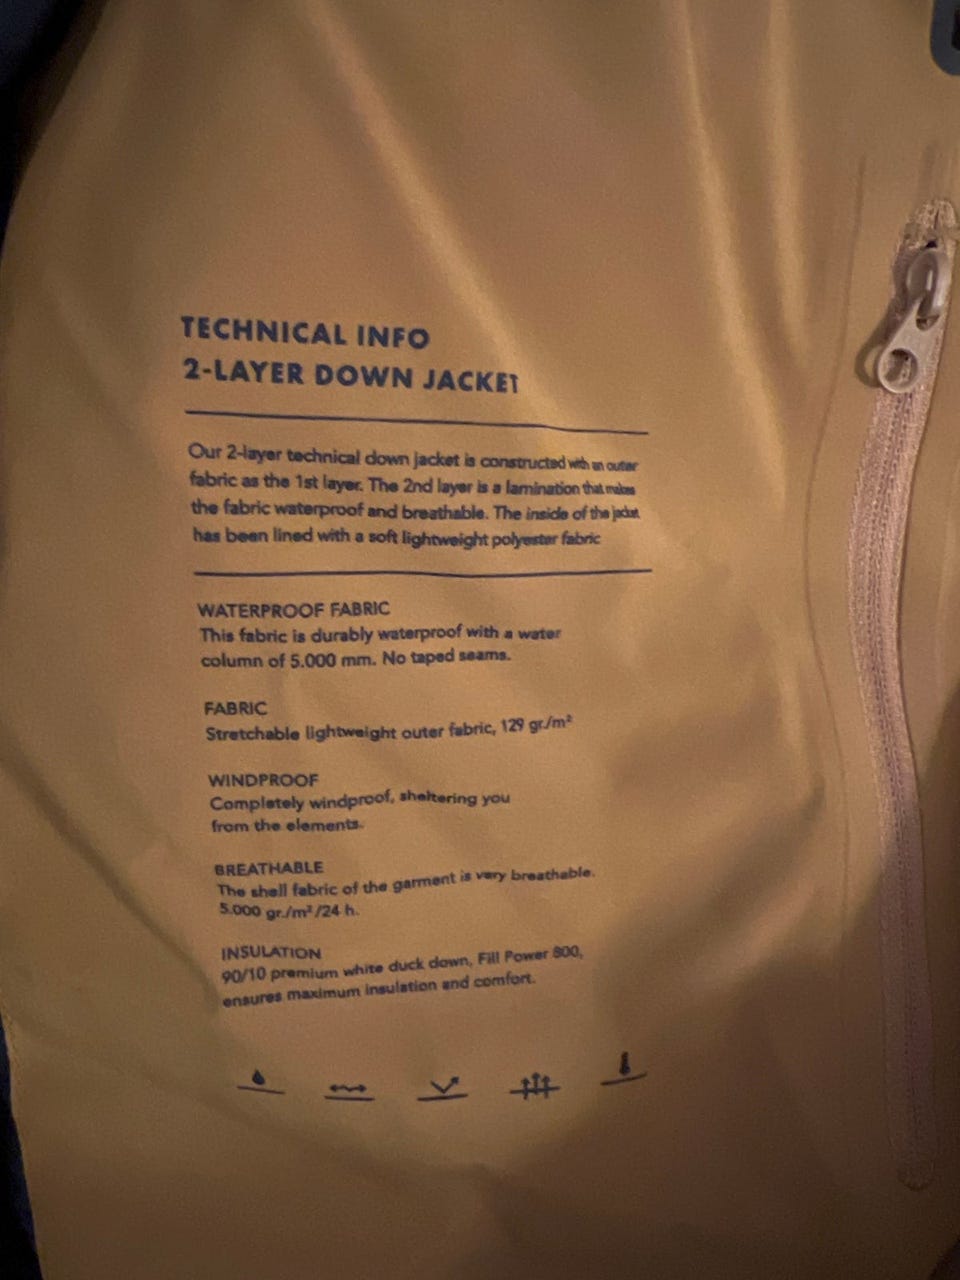 TECHNICAL INFO
2-LAYER DOWN JACKET
Our 2-layer technical down jacket is constructed with an outer
fabric as the 1st layer. The 2nd layer is a lamination that makes
the fabric waterproof and breathable. The inside of the jacket
has been lined with a soft lightweight polyester fabric
WATERPROOF FABRIC
This fabric is durably waterproof with a water
column of 5.000 mm. No taped seams.
FABRIC
Stretchable lightweight outer fabric, 129 gr./m²
WINDPROOF
Completely windproof, sheltering you
from the elements.
BREATHABLE
The shell fabric of the garment is very breathable.
5.000 gr./m²/24 h.
INSULATION
90/10 premium white duck down, Fill Power 800,
ensures maximum insulation and comfort.